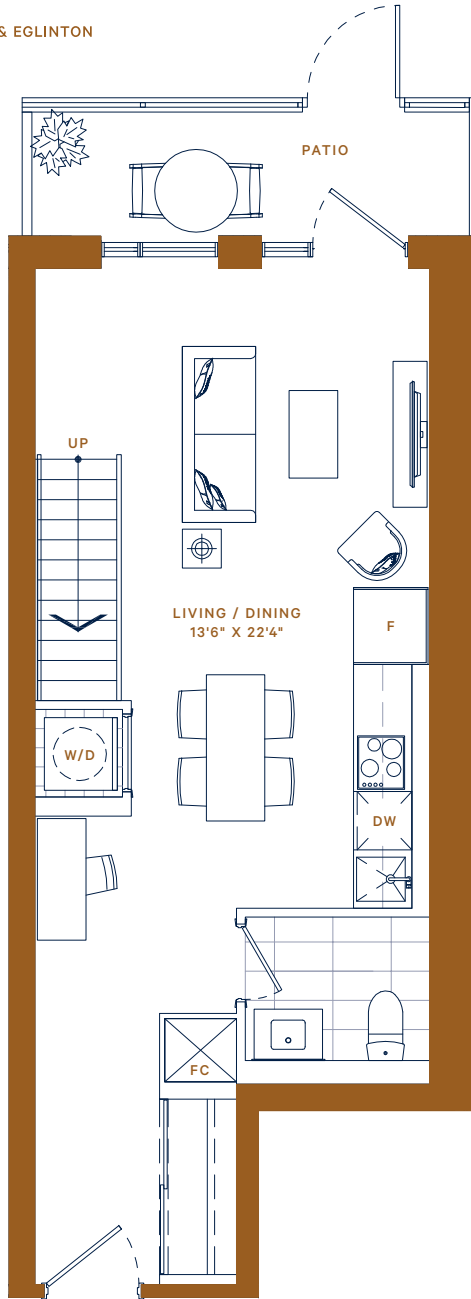 & EGLINTON
PATIO
UP
LIVING / DINING
13'6" X 22'4"
F
W/D
DW
FC